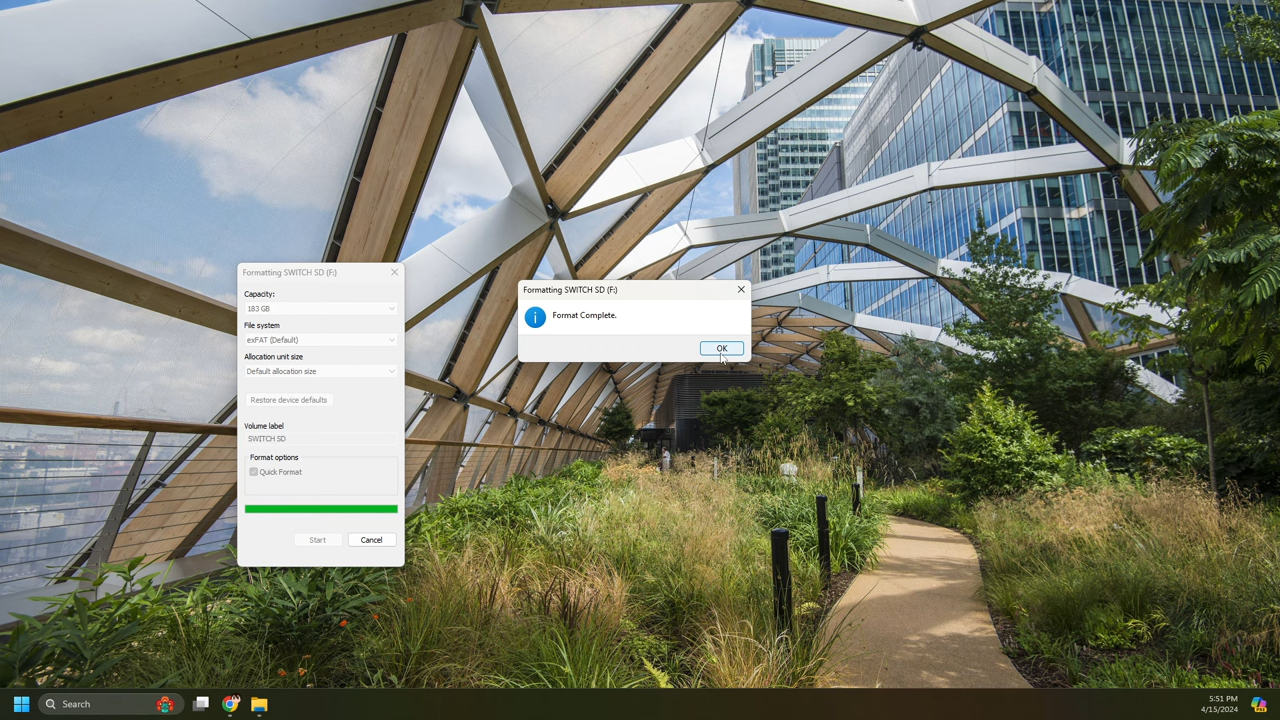 Formatting SWITCH SD (F:)
Capacity:
183 GB
File system
exFAT (Default)
Allocation unit size
Default allocation size
Restore device defaults
Volume label
SWITCH SD
Format options
Quick Format
Start
Cancel
Formatting SWITCH SD (F:)
Format Complete.
OK
Search
5:51 PM
4/15/2024